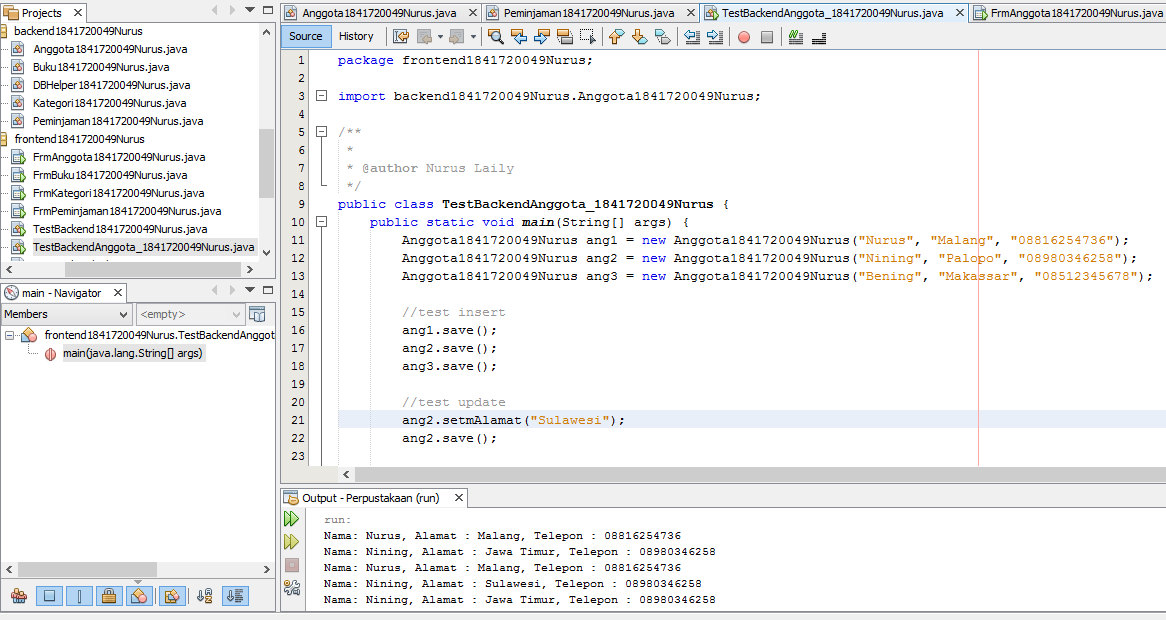 Projects
backend1841720049Nurus
Anggota1841720049Nurus.java
Buku1841720049Nurus.java
DBHelper1841720049Nurus.java
Kategori1841720049Nurus.java
Peminjaman1841720049Nurus.java
frontend1841720049Nurus
FrmAnggota1841720049Nurus.java
FrmBuku1841720049Nurus.java
FrmKategori1841720049Nurus.java
FrmPeminjaman1841720049Nurus.java
TestBackend1841720049Nurus.java
TestBackendAnggota_1841720049Nurus.java
main - Navigator
Members
<empty>
frontend1841720049Nurus.TestBackendAnggot
main(java.lang.String[] args)
Anggota1841720049Nurus.java
Peminjaman1841720049Nurus.java
TestBackendAnggota_1841720049Nurus.java
FrmAnggota1841720049Nurus.java
Source
History
1 package frontend1841720049Nurus;
2
3 import backend1841720049Nurus.Anggota1841720049Nurus;
4
5 /**
6 *
7 * @author Nurus Laily
8 */
9 public class TestBackendAnggota_1841720049Nurus {
10 public static void main(String[] args) {
11 Anggota1841720049Nurus ang1 = new Anggota1841720049Nurus("Nurus", "Malang", "08816254736");
12 Anggota1841720049Nurus ang2 = new Anggota1841720049Nurus("Nining", "Palopo", "08980346258");
13 Anggota1841720049Nurus ang3 = new Anggota1841720049Nurus("Bening", "Makassar", "08512345678");
14
15 //test insert
16 ang1.save();
17 ang2.save();
18 ang3.save();
19
20 //test update
21 ang2.setmAlamat("Sulawesi");
22 ang2.save();
23
Output - Perpustakaan (run)
run:
Nama: Nurus, Alamat : Malang, Telepon : 08816254736
Nama: Nining, Alamat : Jawa Timur, Telepon : 08980346258
Nama: Nurus, Alamat : Malang, Telepon : 08816254736
Nama: Nining, Alamat : Sulawesi, Telepon : 08980346258
Nama: Nining, Alamat : Jawa Timur, Telepon : 08980346258